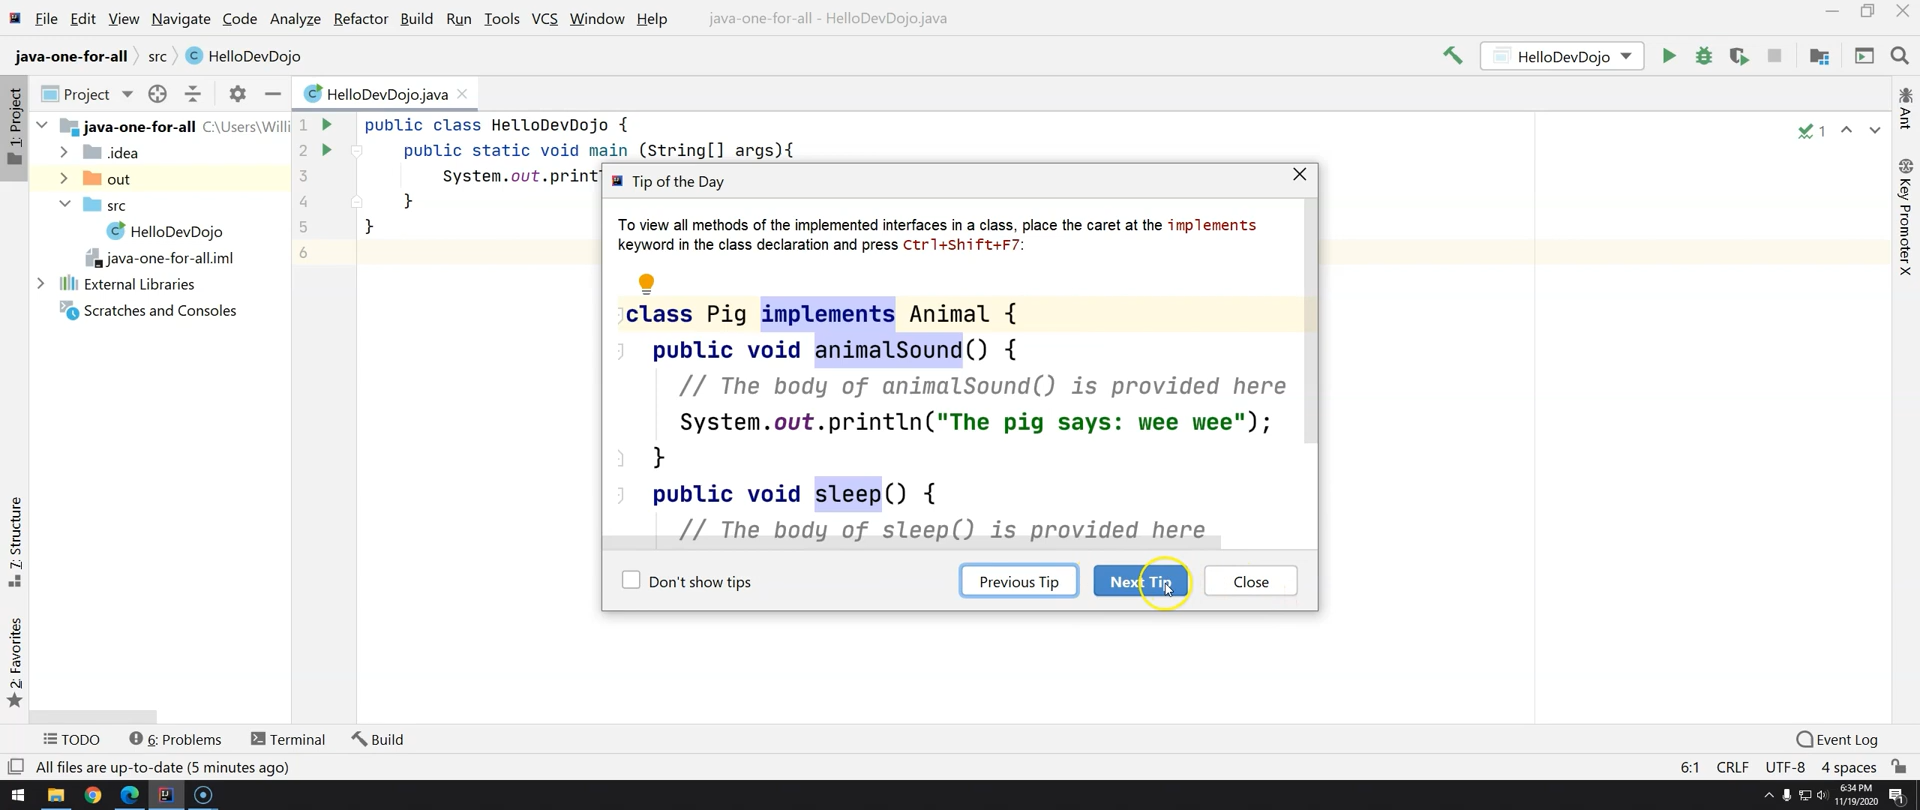 File Edit View Navigate Code Analyze Refactor Build Run Tools VCS Window Help java-one-for-all - HelloDevDojo.java
java-one-for-all src HelloDevDojo
HelloDevDojo
1: Project
Project
HelloDevDojo.java
java-one-for-all C:\Users\Willi
.idea
out
src
HelloDevDojo
java-one-for-all.iml
External Libraries
Scratches and Consoles
1 public class HelloDevDojo {
2 public static void main (String[] args){
3 System.out.printl
4 }
5 }
6
1
Ant
Key Promoter X
Tip of the Day
To view all methods of the implemented interfaces in a class, place the caret at the implements
keyword in the class declaration and press Ctrl+Shift+F7:
class Pig implements Animal {
public void animalSound() {
// The body of animalSound() is provided here
System.out.println("The pig says: wee wee");
}
public void sleep() {
// The body of sleep() is provided here
Don't show tips
Previous Tip
Next Tip
Close
7: Structure
2: Favorites
TODO 6: Problems Terminal Build Event Log
All files are up-to-date (5 minutes ago) 6:1 CRLF UTF-8 4 spaces
6:34 PM
11/19/2020
1